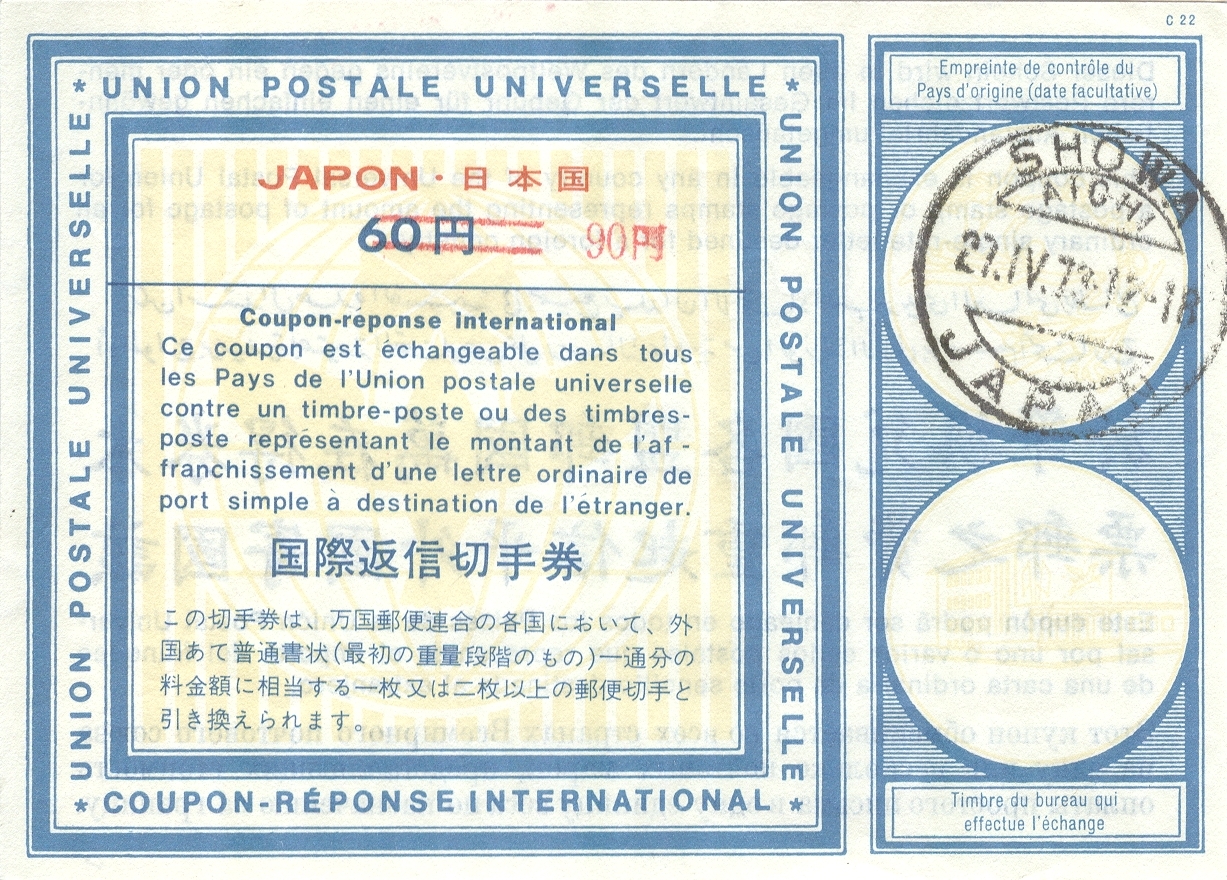 C 22
* UNION POSTALE UNIVERSELLE *
UNION POSTALE UNIVERSELLE
UNION POSTALE UNIVERSELLE
JAPON・日本国
60円 90円
Coupon-réponse international
Ce coupon est échangeable dans tous
les Pays de l'Union postale universelle
contre un timbre-poste ou des timbres-
poste représentant le montant de l'af-
franchissement d'une lettre ordinaire de
port simple à destination de l'étranger.
国際返信切手券
この切手券は、万国郵便連合の各国において、外
国あて普通書状(最初の重量段階のもの)一通分の
料金額に相当する一枚又は二枚以上の郵便切手と
引き換えられます。
* COUPON-RÉPONSE INTERNATIONAL *
Empreinte de contrôle du
Pays d'origine (date facultative)
SHOWA
AICHI
JAPAN
Timbre du bureau qui
effectue l'échange